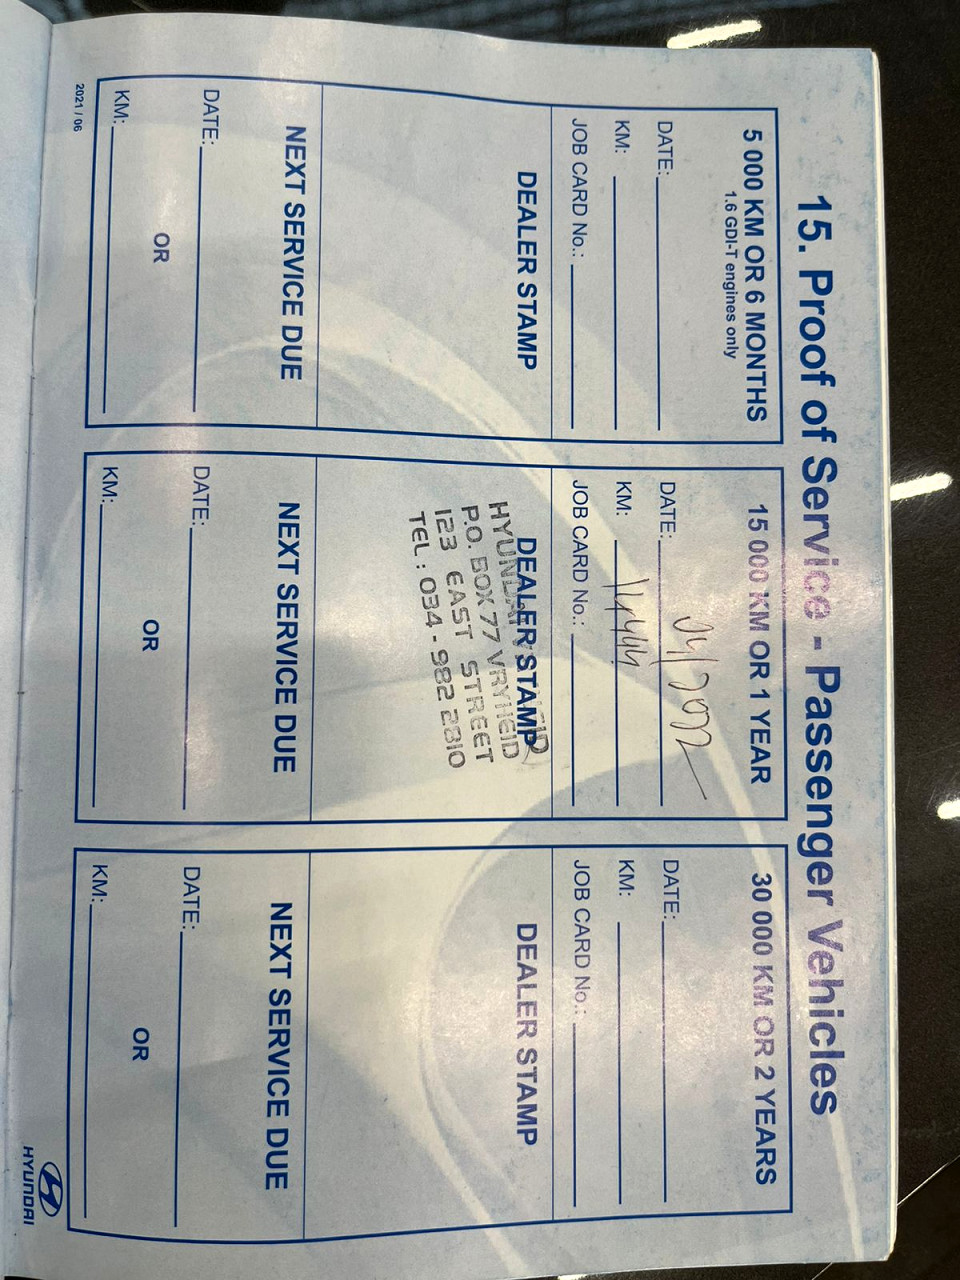 15. Proof of Service - Passenger Vehicles
5 000 KM OR 6 MONTHS
1.6 GDI-T engines only
DATE:
KM:
JOB CARD No.:
DEALER STAMP
NEXT SERVICE DUE
DATE:
OR
KM:
15 000 KM OR 1 YEAR
DATE:
KM:
JOB CARD No.:
DEALER STAMP
HYUNDAI
P.O. BOX 77 VRYHEID
123 EAST STREET
TEL : 034 - 982 2810
NEXT SERVICE DUE
DATE:
OR
KM:
30 000 KM OR 2 YEARS
DATE:
KM:
JOB CARD No.:
DEALER STAMP
NEXT SERVICE DUE
DATE:
OR
KM:
2021 / 06
HYUNDAI